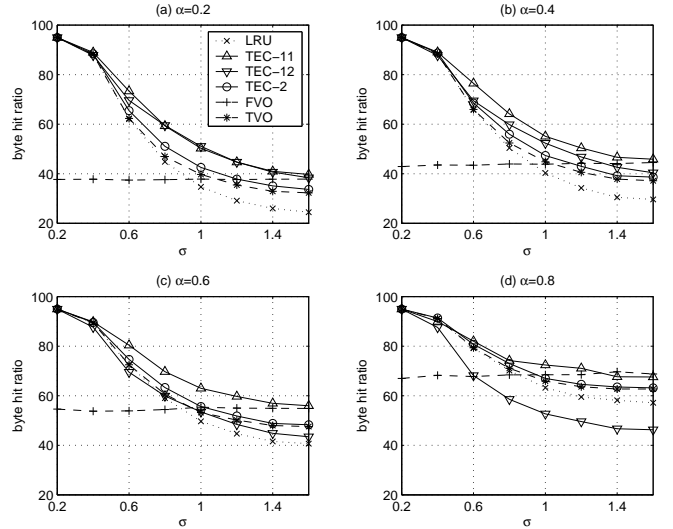 (a) α=0.2
100
80
60
40
20
0.2
0.6
1
1.4
σ
byte hit ratio
LRU
TEC−11
TEC−12
TEC−2
FVO
TVO
(b) α=0.4
100
80
60
40
20
0.2
0.6
1
1.4
σ
byte hit ratio
(c) α=0.6
100
80
60
40
20
0.2
0.6
1
1.4
σ
byte hit ratio
(d) α=0.8
100
80
60
40
20
0.2
0.6
1
1.4
σ
byte hit ratio